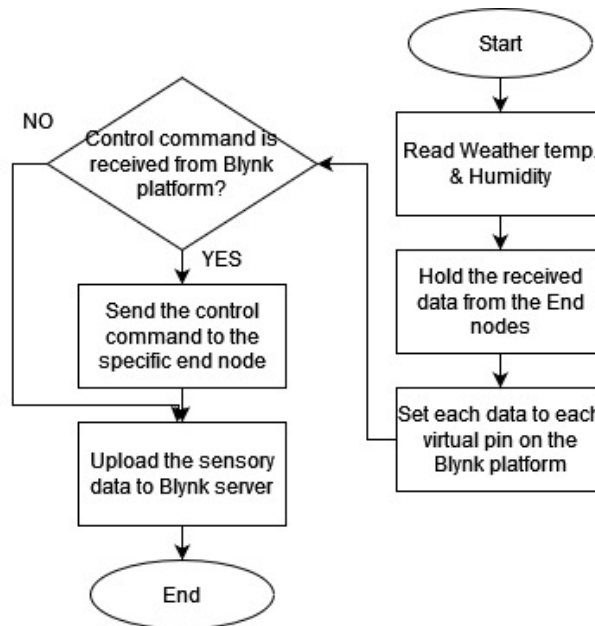 Start
Read Weather temp.
& Humidity
Hold the received
data from the End
nodes
Set each data to each
virtual pin on the
Blynk platform
Control command is
received from Blynk
platform?
NO
YES
Send the control
command to the
specific end node
Upload the sensory
data to Blynk server
End